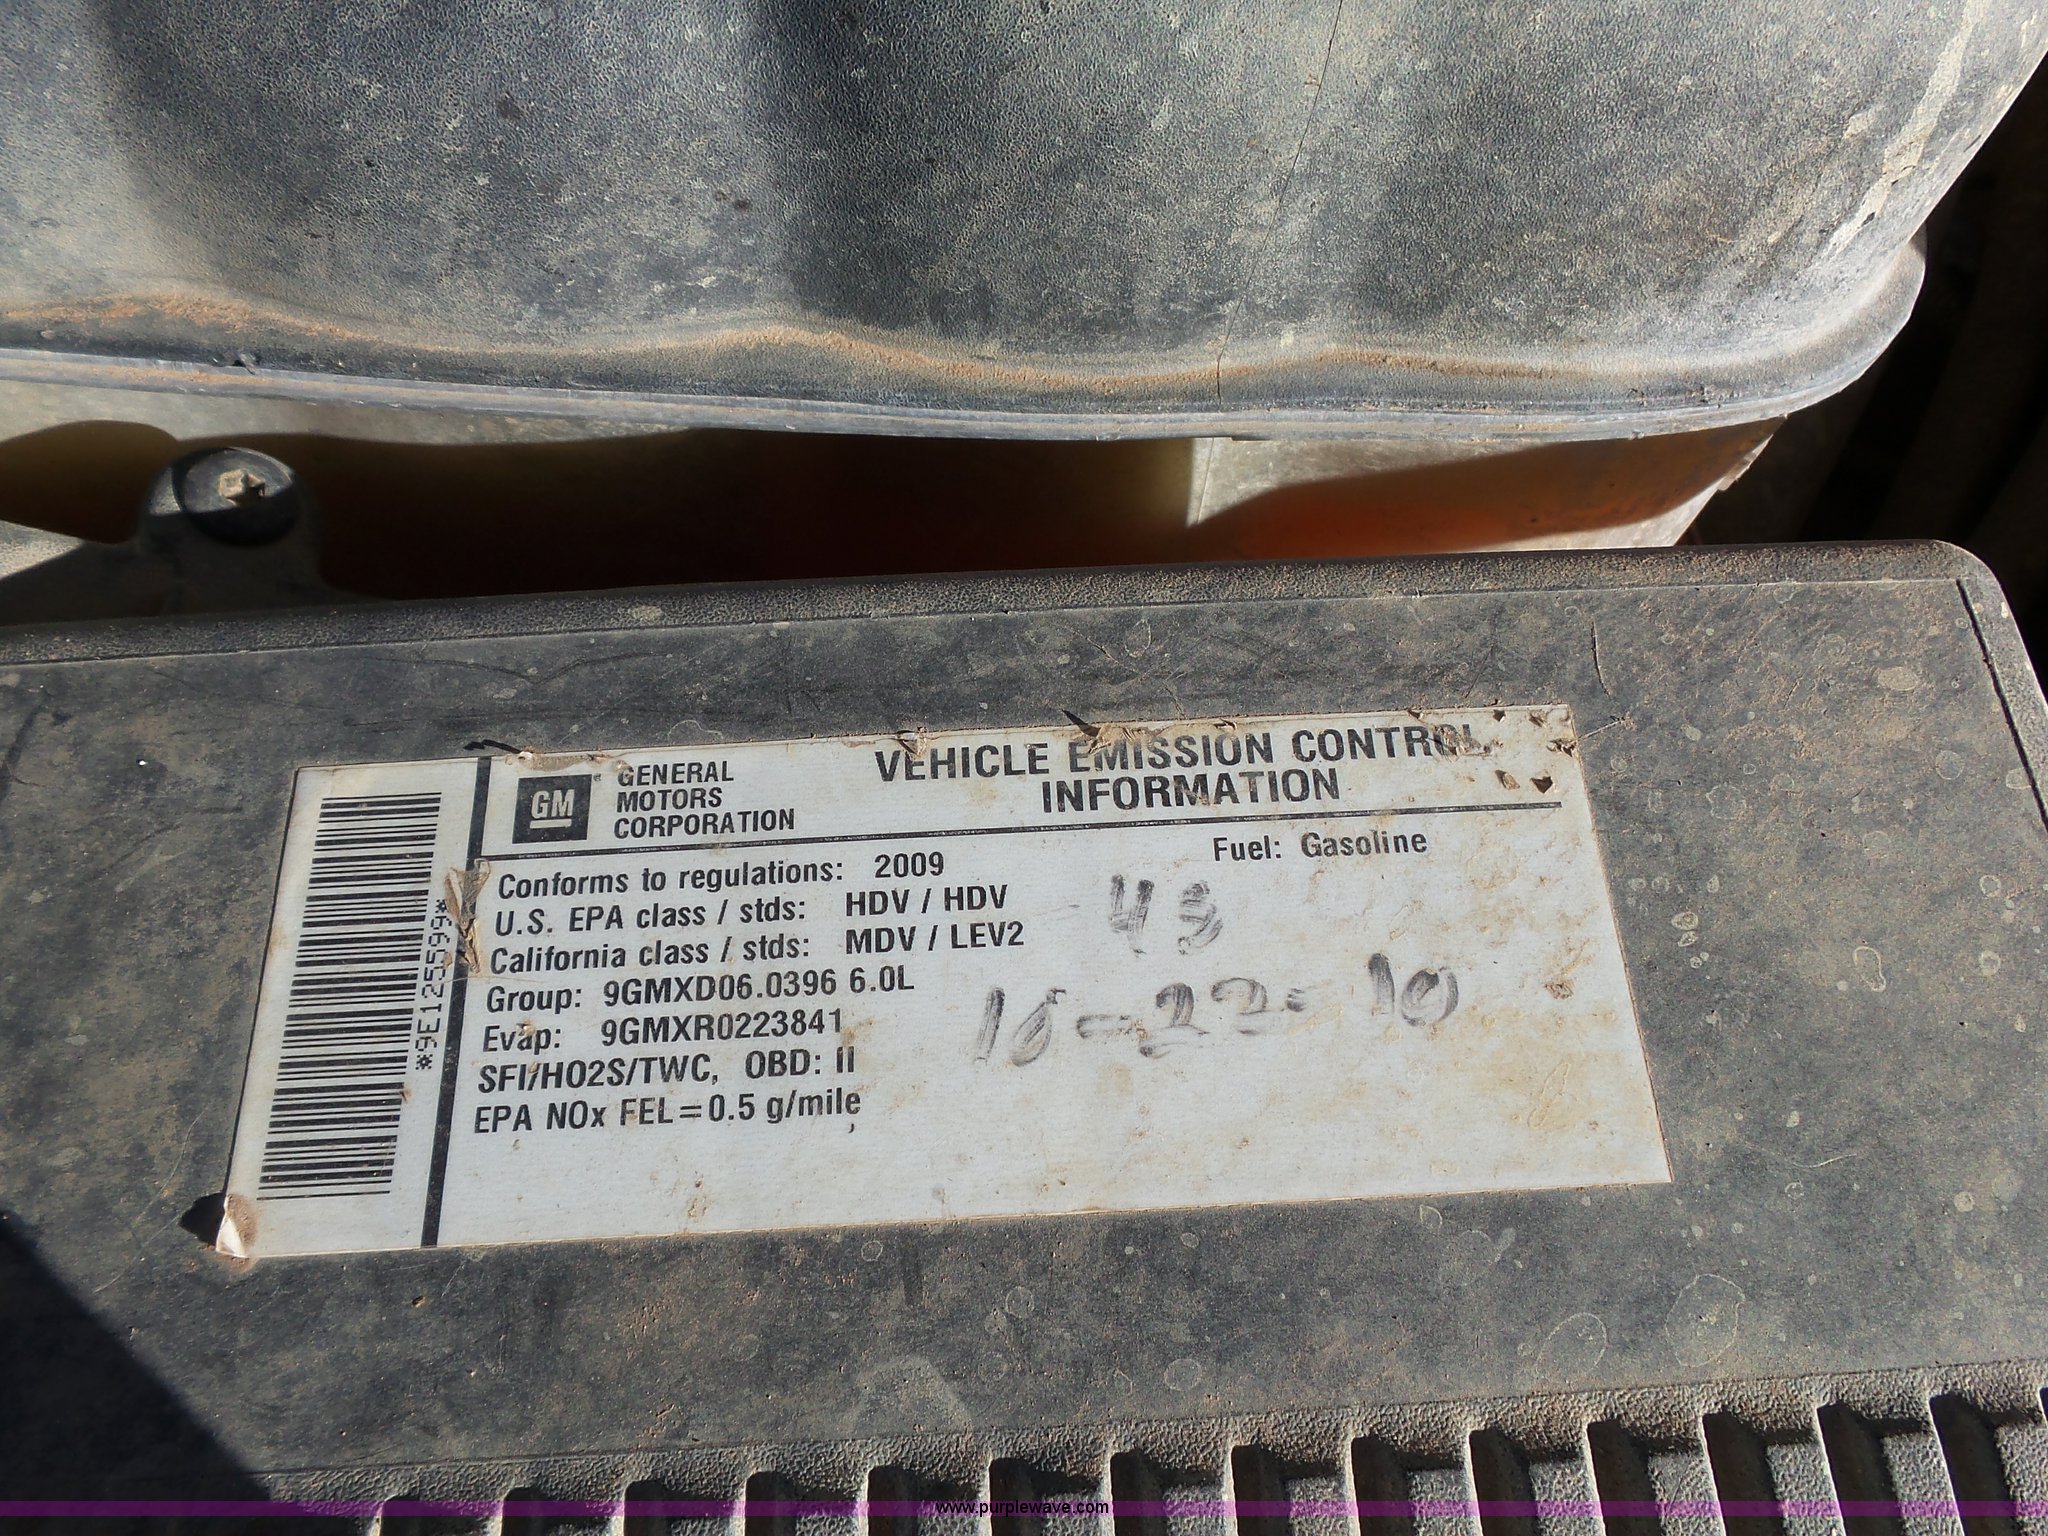 GM GENERAL
MOTORS
CORPORATION
VEHICLE EMISSION CONTROL
INFORMATION
Fuel: Gasoline
Conforms to regulations: 2009
U.S. EPA class / stds: HDV / HDV
California class / stds: MDV / LEV2
Group: 9GMXD06.0396 6.0L
Evap: 9GMXR0223841
SFI/HO2S/TWC, OBD: II
EPA NOx FEL=0.5 g/mile
*9E125599*
43
-22-10
www.purplewave.com